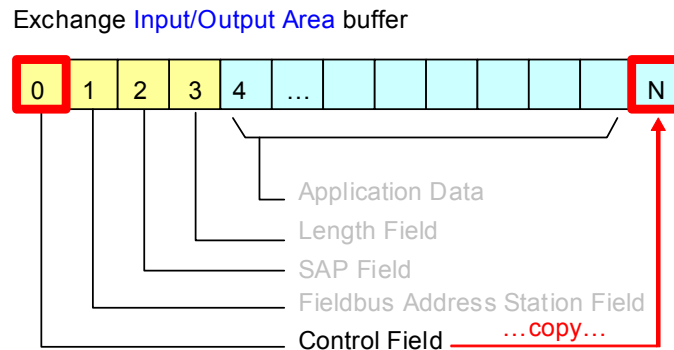 Exchange Input/Output Area buffer
0 1 2 3 4 ... N
Application Data
Length Field
SAP Field
Fieldbus Address Station Field
...copy...
Control Field